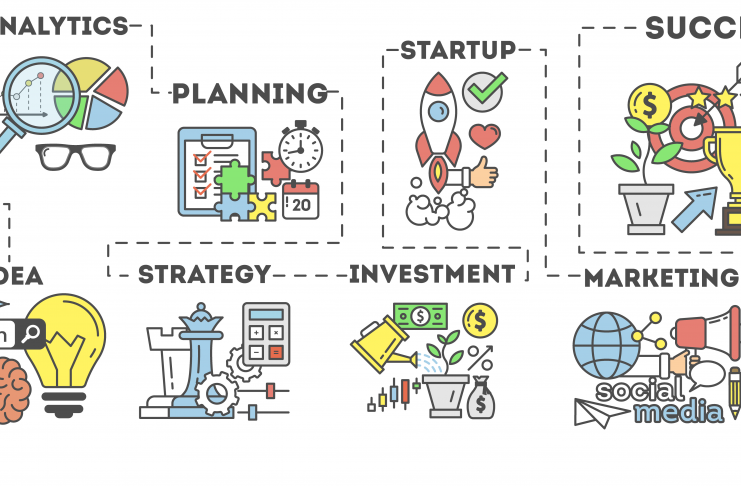 NALYTICS
PLANNING
STARTUP
SUCC
20
DEA
STRATEGY
INVESTMENT
MARKETING
n
social
media
$
$
$
$